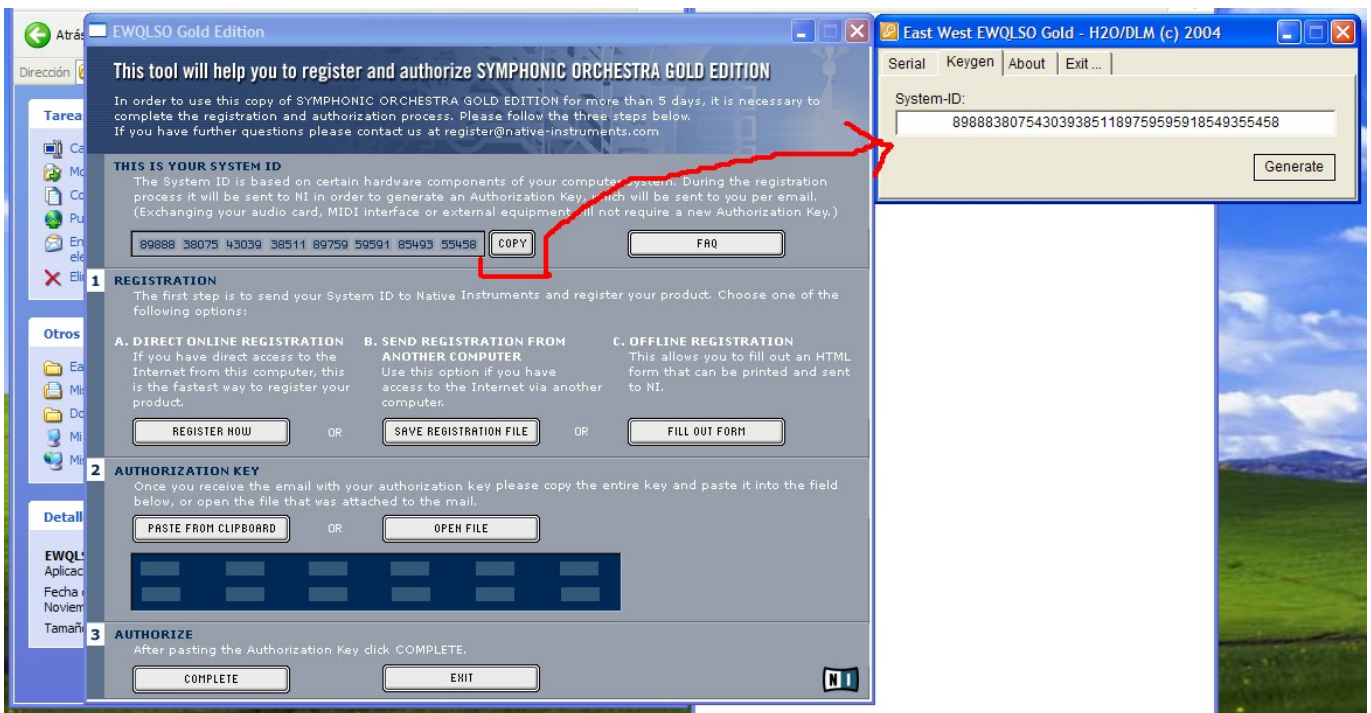 Atrás
Dirección
Tarea
Ca
Mo
Co
Pu
En
ele
Eli
Otros
Ea
Mis
Do
Mi
Mis
Detall
EWQLS
Aplicac
Fecha
Noviem
Tamañ
EWQLSO Gold Edition
This tool will help you to register and authorize SYMPHONIC ORCHESTRA GOLD EDITION
In order to use this copy of SYMPHONIC ORCHESTRA GOLD EDITION for more than 5 days, it is necessary to
complete the registration and authorization process. Please follow the three steps below.
If you have further questions please contact us at register@native-instruments.com
THIS IS YOUR SYSTEM ID
The System ID is based on certain hardware components of your computer system. During the registration
process it will be sent to NI in order to generate an Authorization Key, which will be sent to you per email.
(Exchanging your audio card, MIDI interface or external equipment will not require a new Authorization Key.)
89888 38075 43039 38511 89759 59591 85493 55458
COPY
FAQ
1 REGISTRATION
The first step is to send your System ID to Native Instruments and register your product. Choose one of the
following options:
A. DIRECT ONLINE REGISTRATION
If you have direct access to the
Internet from this computer, this
is the fastest way to register your
product.
REGISTER NOW
OR
B. SEND REGISTRATION FROM
ANOTHER COMPUTER
Use this option if you have
access to the Internet via another
computer.
SAVE REGISTRATION FILE
OR
C. OFFLINE REGISTRATION
This allows you to fill out an HTML
form that can be printed and sent
to NI.
FILL OUT FORM
2 AUTHORIZATION KEY
Once you receive the email with your authorization key please copy the entire key and paste it into the field
below, or open the file that was attached to the mail.
PASTE FROM CLIPBOARD
OR
OPEN FILE
3 AUTHORIZE
After pasting the Authorization Key click COMPLETE.
COMPLETE
EXIT
NI
East West EWQLSO Gold - H2O/DLM (c) 2004
Serial Keygen About Exit ...
System-ID:
8988838075430393851189759595918549355458
Generate